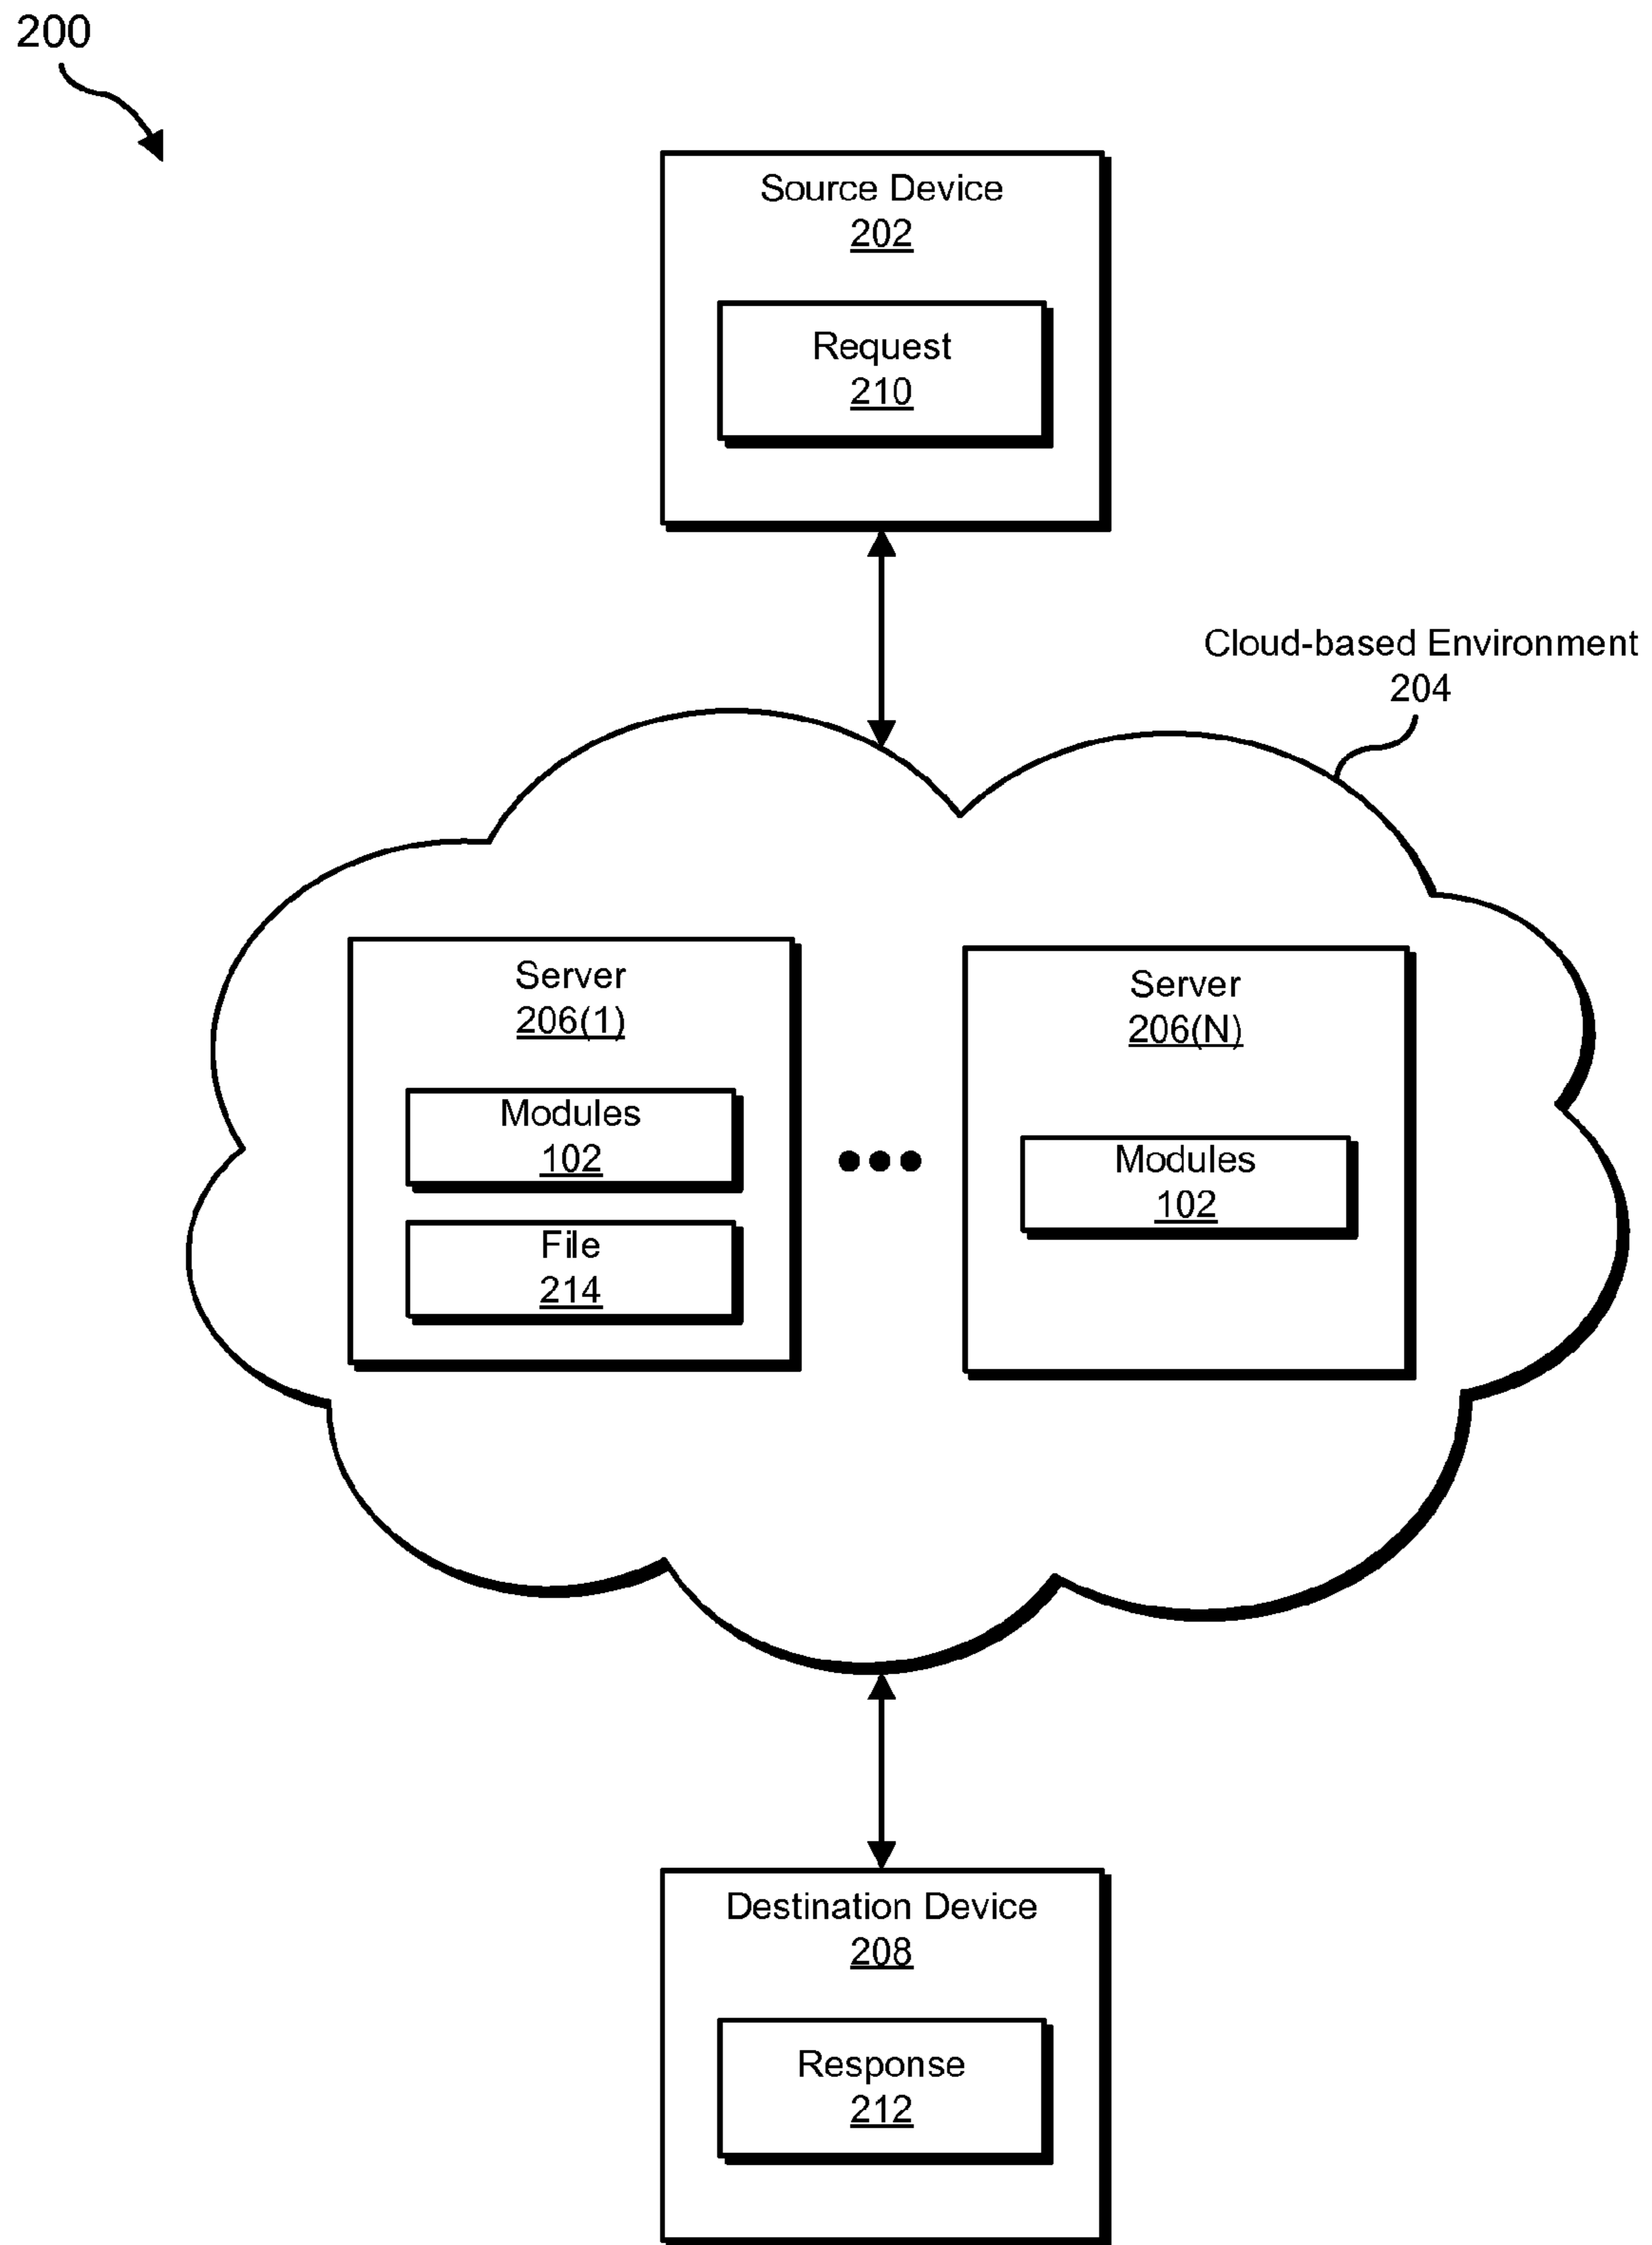 200
Source Device
202
Request
210
Cloud-based Environment
204
Server
206(1)
Modules
102
File
214
Server
206(N)
Modules
102
Destination Device
208
Response
212